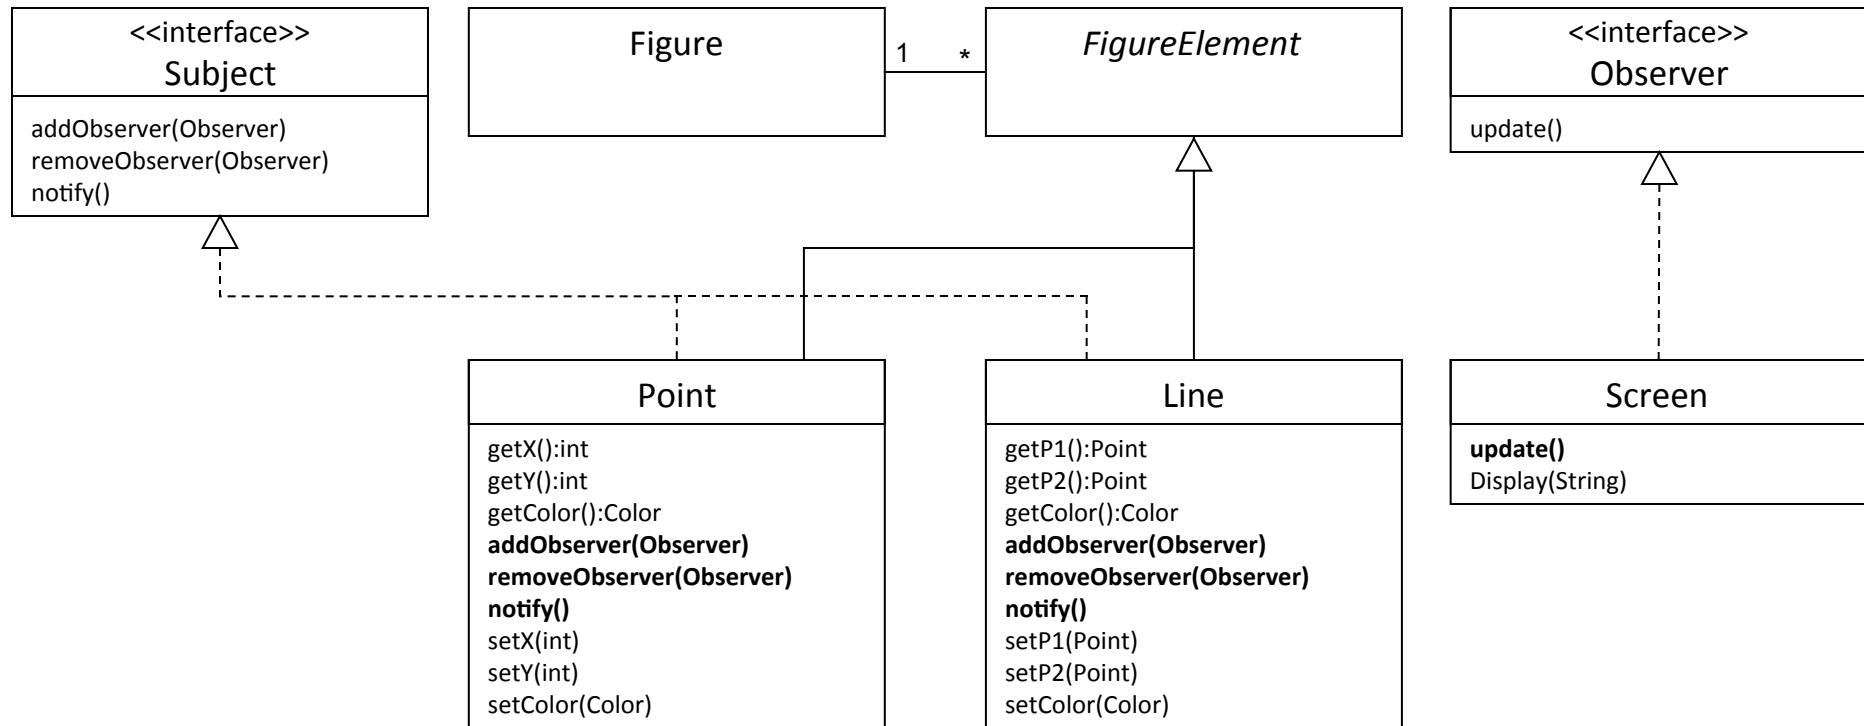 <<interface>>
Subject
addObserver(Observer)
removeObserver(Observer)
notify()
Figure
1
*
FigureElement
<<interface>>
Observer
update()
Point
getX():int
getY():int
getColor():Color
addObserver(Observer)
removeObserver(Observer)
notify()
setX(int)
setY(int)
setColor(Color)
Line
getP1():Point
getP2():Point
getColor():Color
addObserver(Observer)
removeObserver(Observer)
notify()
setP1(Point)
setP2(Point)
setColor(Color)
Screen
update()
Display(String)